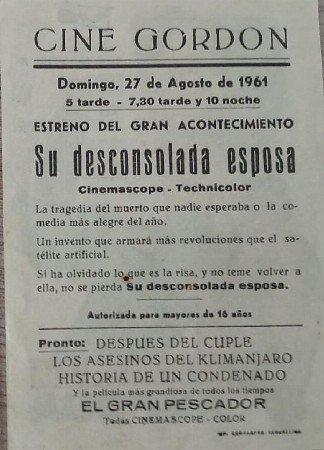 CINE GORDON
Domingo, 27 de Agosto de 1961
5 tarde - 7,30 tarde y 10 noche
ESTRENO DEL GRAN ACONTECIMIENTO
Su desconsolada esposa
Cinemascope - Technicolor
La tragedia del muerto que nadie esperaba o la co-
media más alegre del año.
Un invento que armará más revoluciones que el sa-
télite artificial.
Si ha olvidado lo que es la risa, y no teme volver a
ella, no se pierda Su desconsolada esposa.
Autorizada para mayores de 16 años
Pronto: DESPUES DEL CUPLE
LOS ASESINOS DEL KLIMANJARO
HISTORIA DE UN CONDENADO
Y la película más grandiosa de todos los tiempos
EL GRAN PESCADOR
Todas CINEMASCOPE - COLOR